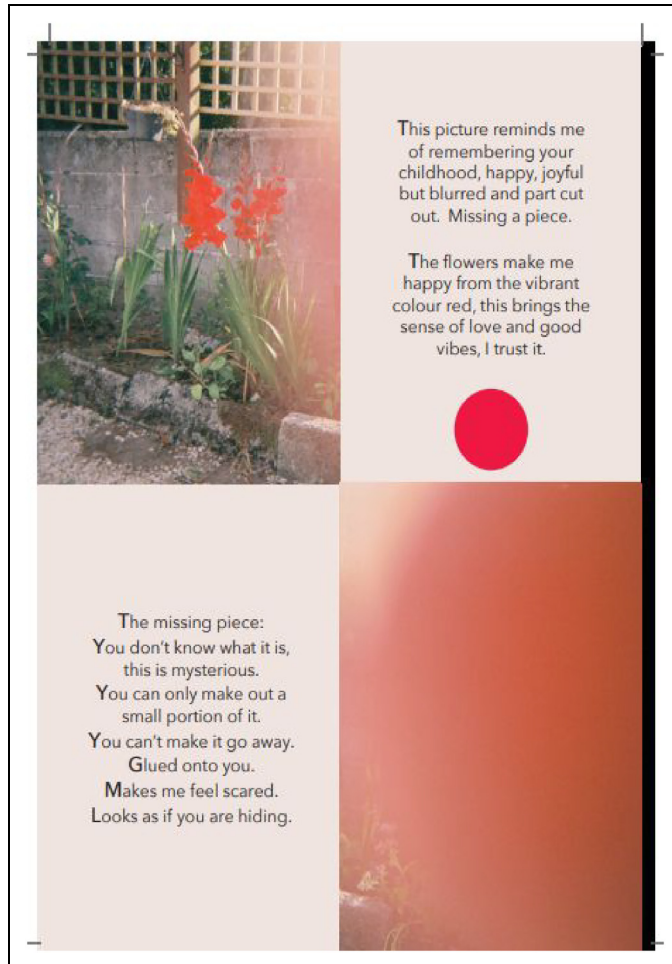 This picture reminds me
of remembering your
childhood, happy, joyful
but blurred and part cut
out.  Missing a piece.
The flowers make me
happy from the vibrant
colour red, this brings the
sense of love and good
vibes, I trust it.
The missing piece:
You don't know what it is,
this is mysterious.
You can only make out a
small portion of it.
You can't make it go away.
Glued onto you.
Makes me feel scared.
Looks as if you are hiding.